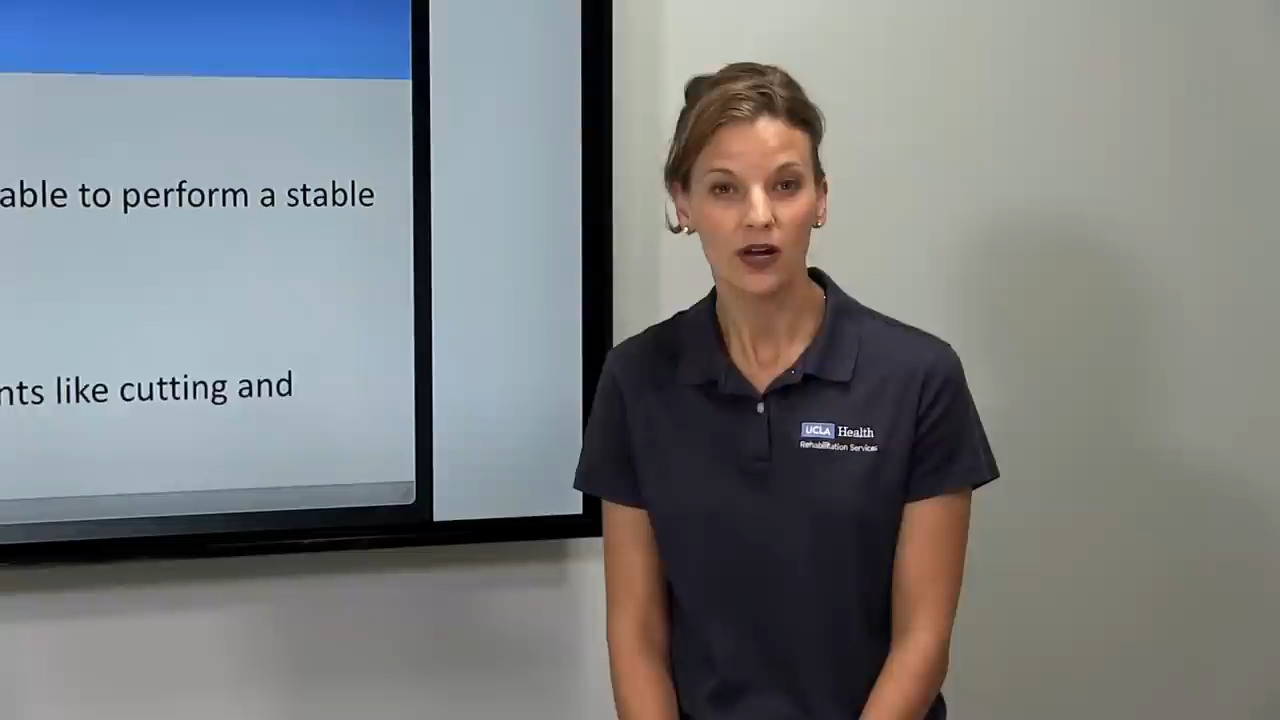 able to perform a stable
nts like cutting and
UCLA Health
Rehabilitation Services